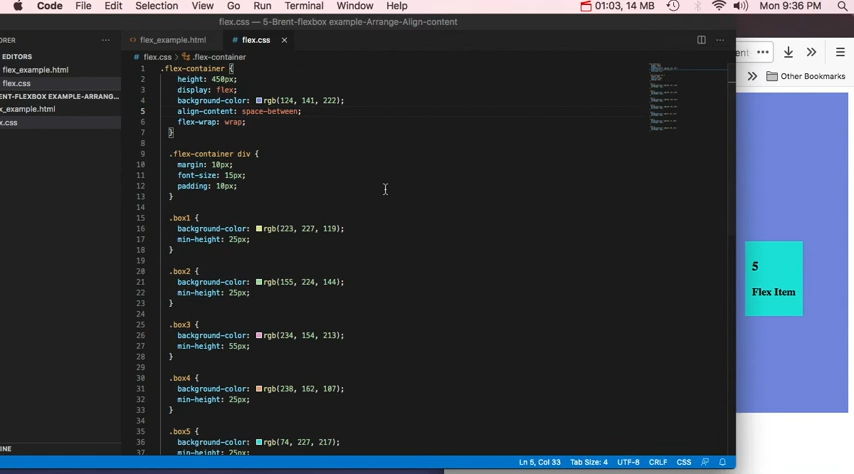 Code File Edit Selection View Go Run Terminal Window Help 01:03, 14 MB Mon 9:36 PM
flex.css — 5-Brent-flexbox example-Arrange-Align-content
ORER ··· flex_example.html # flex.css ×
# flex.css > .flex-container
EDITORS
flex_example.html
flex.css
ENT-FLEXBOX EXAMPLE-ARRANG...
x_example.html
x.css
INE
1 .flex-container {
2 height: 450px;
3 display: flex;
4 background-color: rgb(124, 141, 222);
5 align-content: space-between;
6 flex-wrap: wrap;
7 }
8
9 .flex-container div {
10 margin: 10px;
11 font-size: 15px;
12 padding: 10px;
13 }
14
15 .box1 {
16 background-color: rgb(223, 227, 119);
17 min-height: 25px;
18 }
19
20 .box2 {
21 background-color: rgb(155, 224, 144);
22 min-height: 25px;
23 }
24
25 .box3 {
26 background-color: rgb(234, 154, 213);
27 min-height: 55px;
28 }
29
30 .box4 {
31 background-color: rgb(238, 162, 107);
32 min-height: 25px;
33 }
34
35 .box5 {
36 background-color: rgb(74, 227, 217);
37 min-height: 25px;
Ln 5, Col 33 Tab Size: 4 UTF-8 CRLF CSS
ent- ···
Other Bookmarks
5
Flex Item